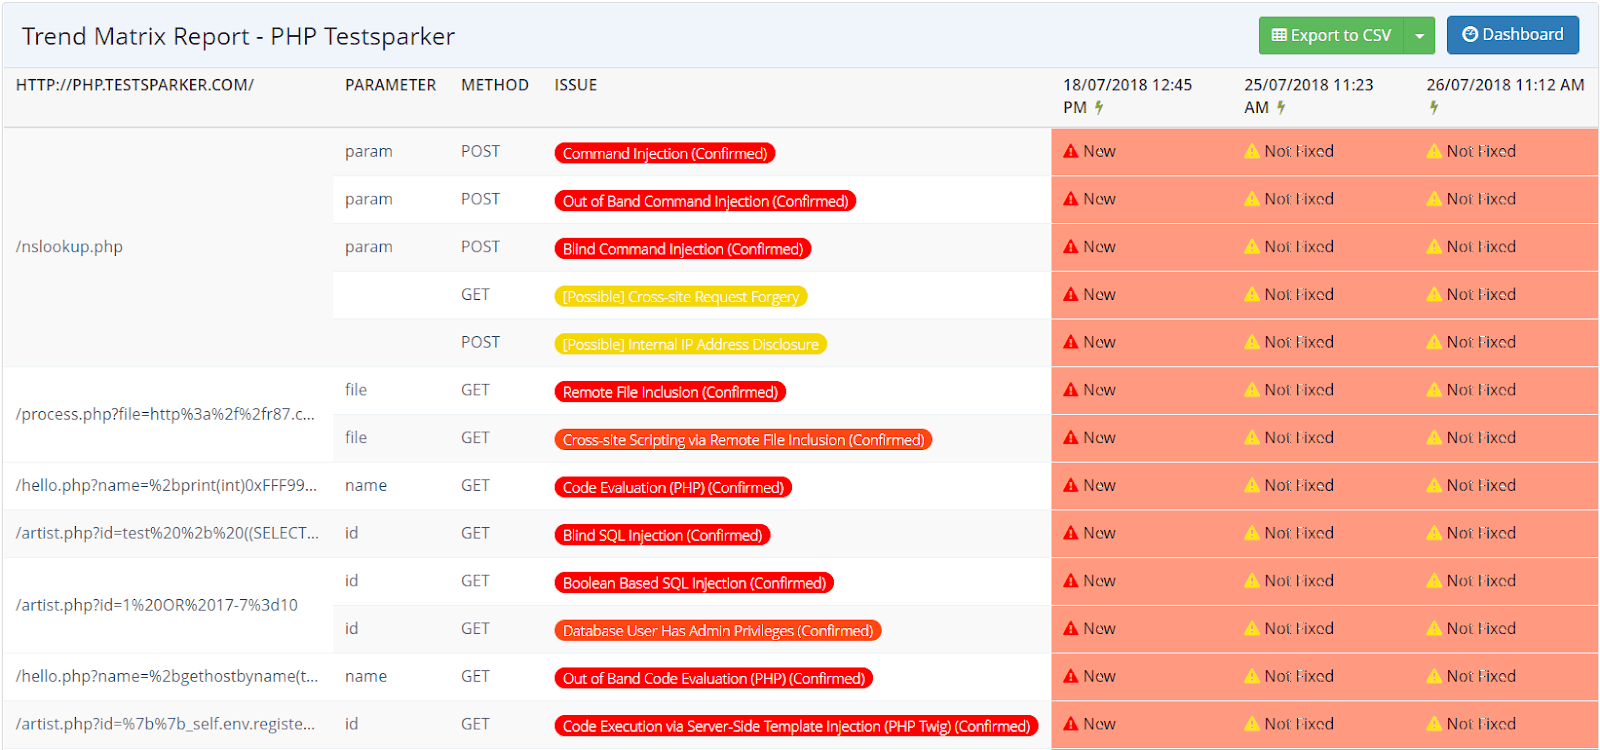 Trend Matrix Report - PHP Testsparker
Export to CSV
Dashboard
HTTP://PHP.TESTSPARKER.COM/ PARAMETER METHOD ISSUE 18/07/2018 12:45 PM 25/07/2018 11:23 AM 26/07/2018 11:12 AM
param POST Command Injection (Confirmed) New Not Fixed Not Fixed
param POST Out of Band Command Injection (Confirmed) New Not Fixed Not Fixed
/nslookup.php param POST Blind Command Injection (Confirmed) New Not Fixed Not Fixed
GET [Possible] Cross-site Request Forgery New Not Fixed Not Fixed
POST [Possible] Internal IP Address Disclosure New Not Fixed Not Fixed
file GET Remote File Inclusion (Confirmed) New Not Fixed Not Fixed
/process.php?file=http%3a%2f%2fr87.c...
file GET Cross-site Scripting via Remote File Inclusion (Confirmed) New Not Fixed Not Fixed
/hello.php?name=%2bprint(int)0xFFF99... name GET Code Evaluation (PHP) (Confirmed) New Not Fixed Not Fixed
/artist.php?id=test%20%2b%20((SELECT... id GET Blind SQL Injection (Confirmed) New Not Fixed Not Fixed
id GET Boolean Based SQL Injection (Confirmed) New Not Fixed Not Fixed
/artist.php?id=1%20OR%2017-7%3d10
id GET Database User Has Admin Privileges (Confirmed) New Not Fixed Not Fixed
/hello.php?name=%2bgethostbyname(t... name GET Out of Band Code Evaluation (PHP) (Confirmed) New Not Fixed Not Fixed
/artist.php?id=%7b%7b_self.env.registe... id GET Code Execution via Server-Side Template Injection (PHP Twig) (Confirmed) New Not Fixed Not Fixed